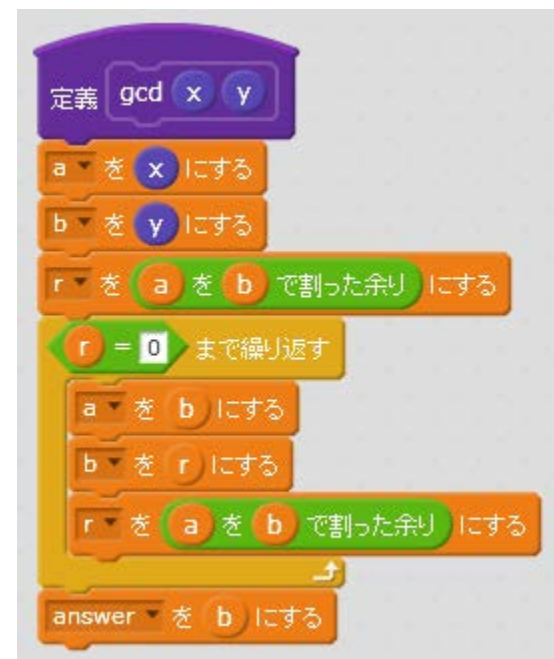 定義 gcd x y
a を x にする
b を y にする
r を a を b で割った余り にする
r = 0 まで繰り返す
a を b にする
b を r にする
r を a を b で割った余り にする
answer を b にする